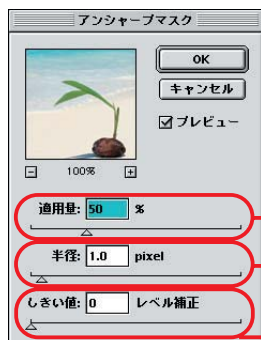 アンシャープマスク
OK
キャンセル
プレビュー
100%
適用量: 50 %
半径: 1.0 pixel
しきい値: 0 レベル補正